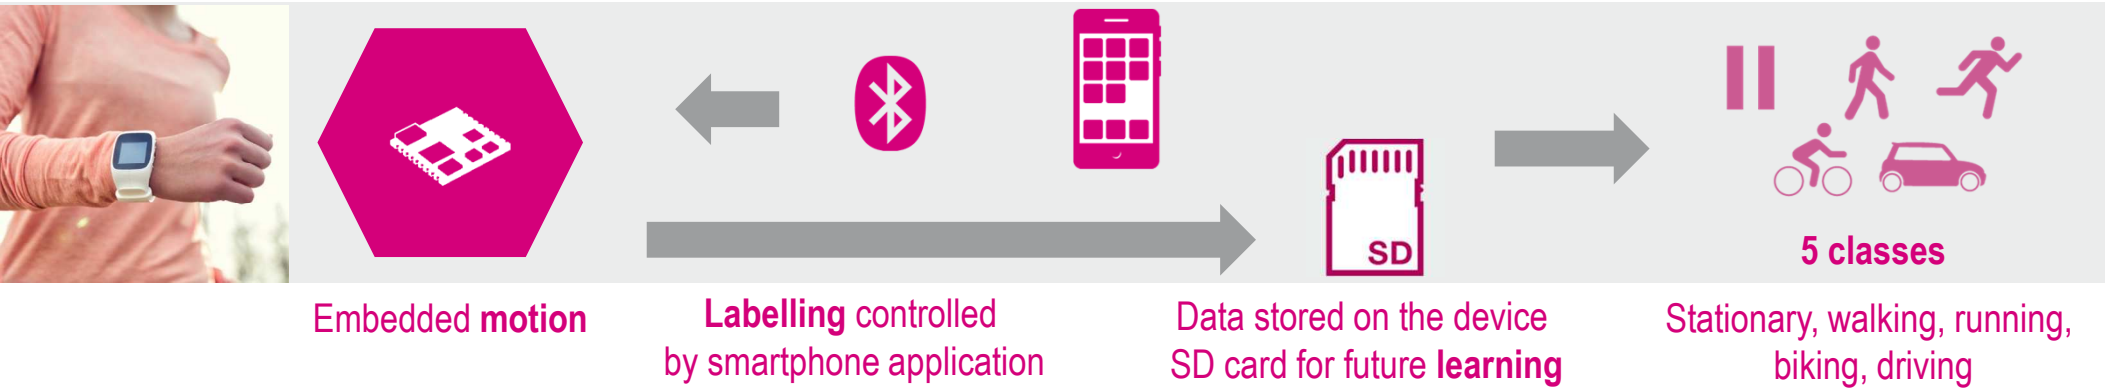 SD
5 classes
Embedded motion
Labelling controlled
by smartphone application
Data stored on the device
SD card for future learning
Stationary, walking, running,
biking, driving